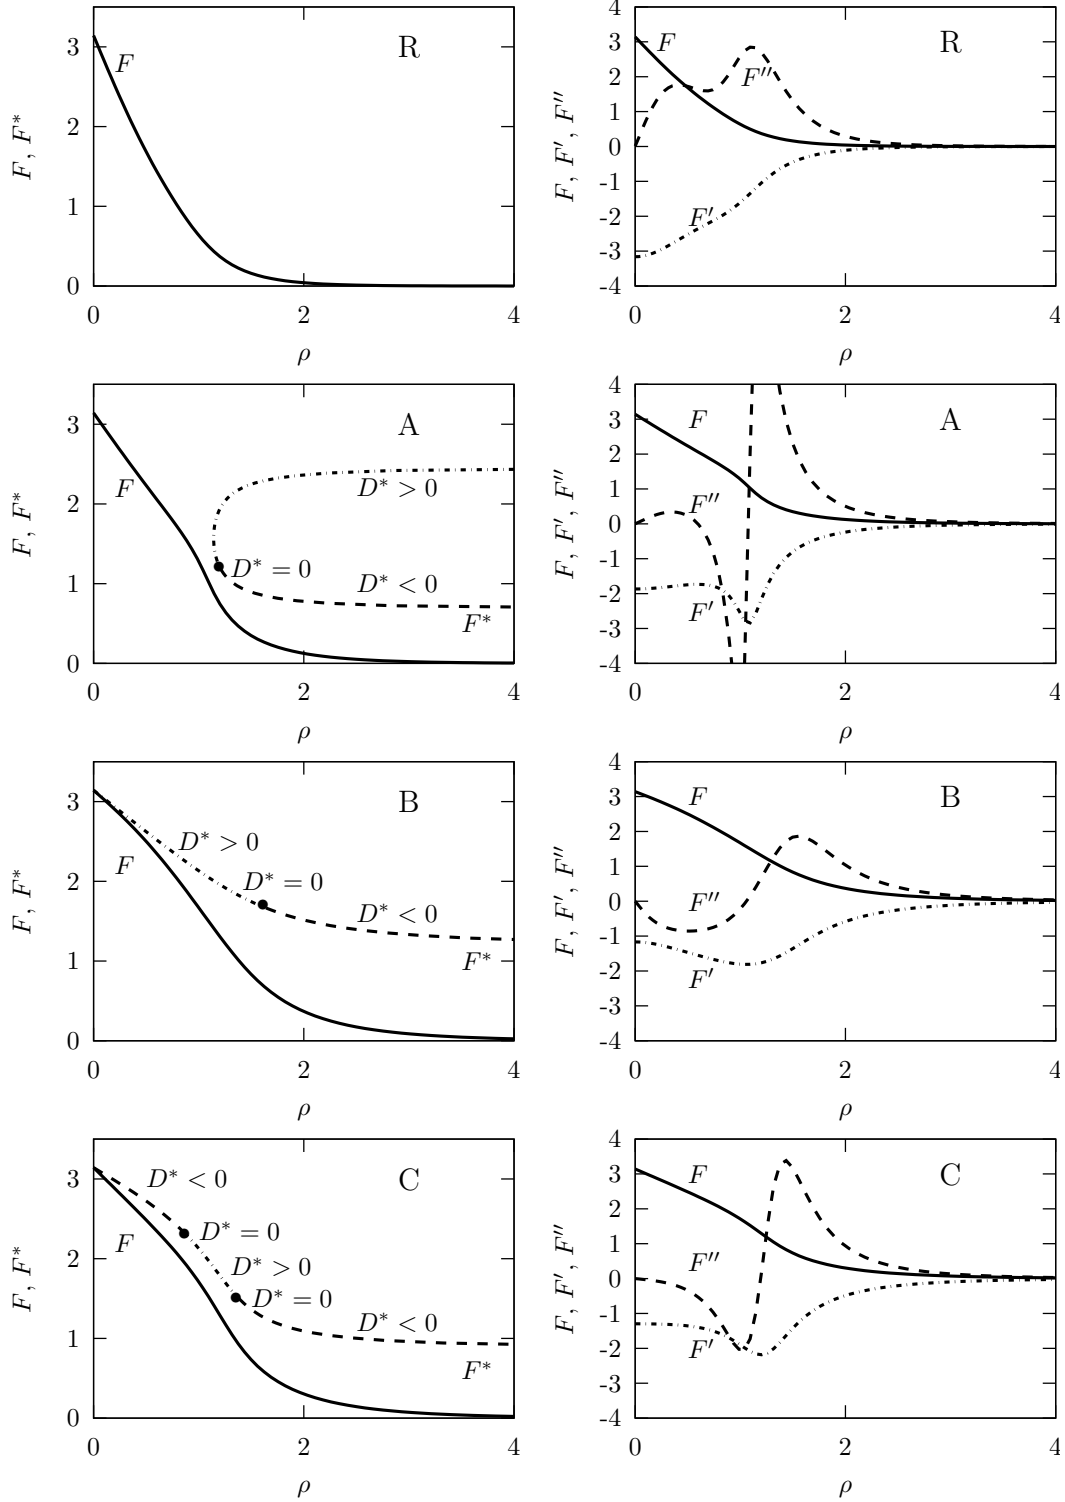 F, F*
3
2
1
0
F
R
0
2
4
ρ
F, F′, F″
4
3
2
1
0
-1
-2
-3
-4
F
F″
F′
R
0
2
4
ρ
F, F*
3
2
1
0
F
A
D* > 0
D* = 0
D* < 0
F*
0
2
4
ρ
F, F′, F″
4
3
2
1
0
-1
-2
-3
-4
F
F″
F′
A
0
2
4
ρ
F, F*
3
2
1
0
B
D* > 0
F
D* = 0
D* < 0
F*
0
2
4
ρ
F, F′, F″
4
3
2
1
0
-1
-2
-3
-4
F
B
F″
F′
0
2
4
ρ
F, F*
3
2
1
0
D* < 0
C
D* = 0
F
D* > 0
D* = 0
D* < 0
F*
0
2
4
ρ
F, F′, F″
4
3
2
1
0
-1
-2
-3
-4
F
C
F″
F′
0
2
4
ρ